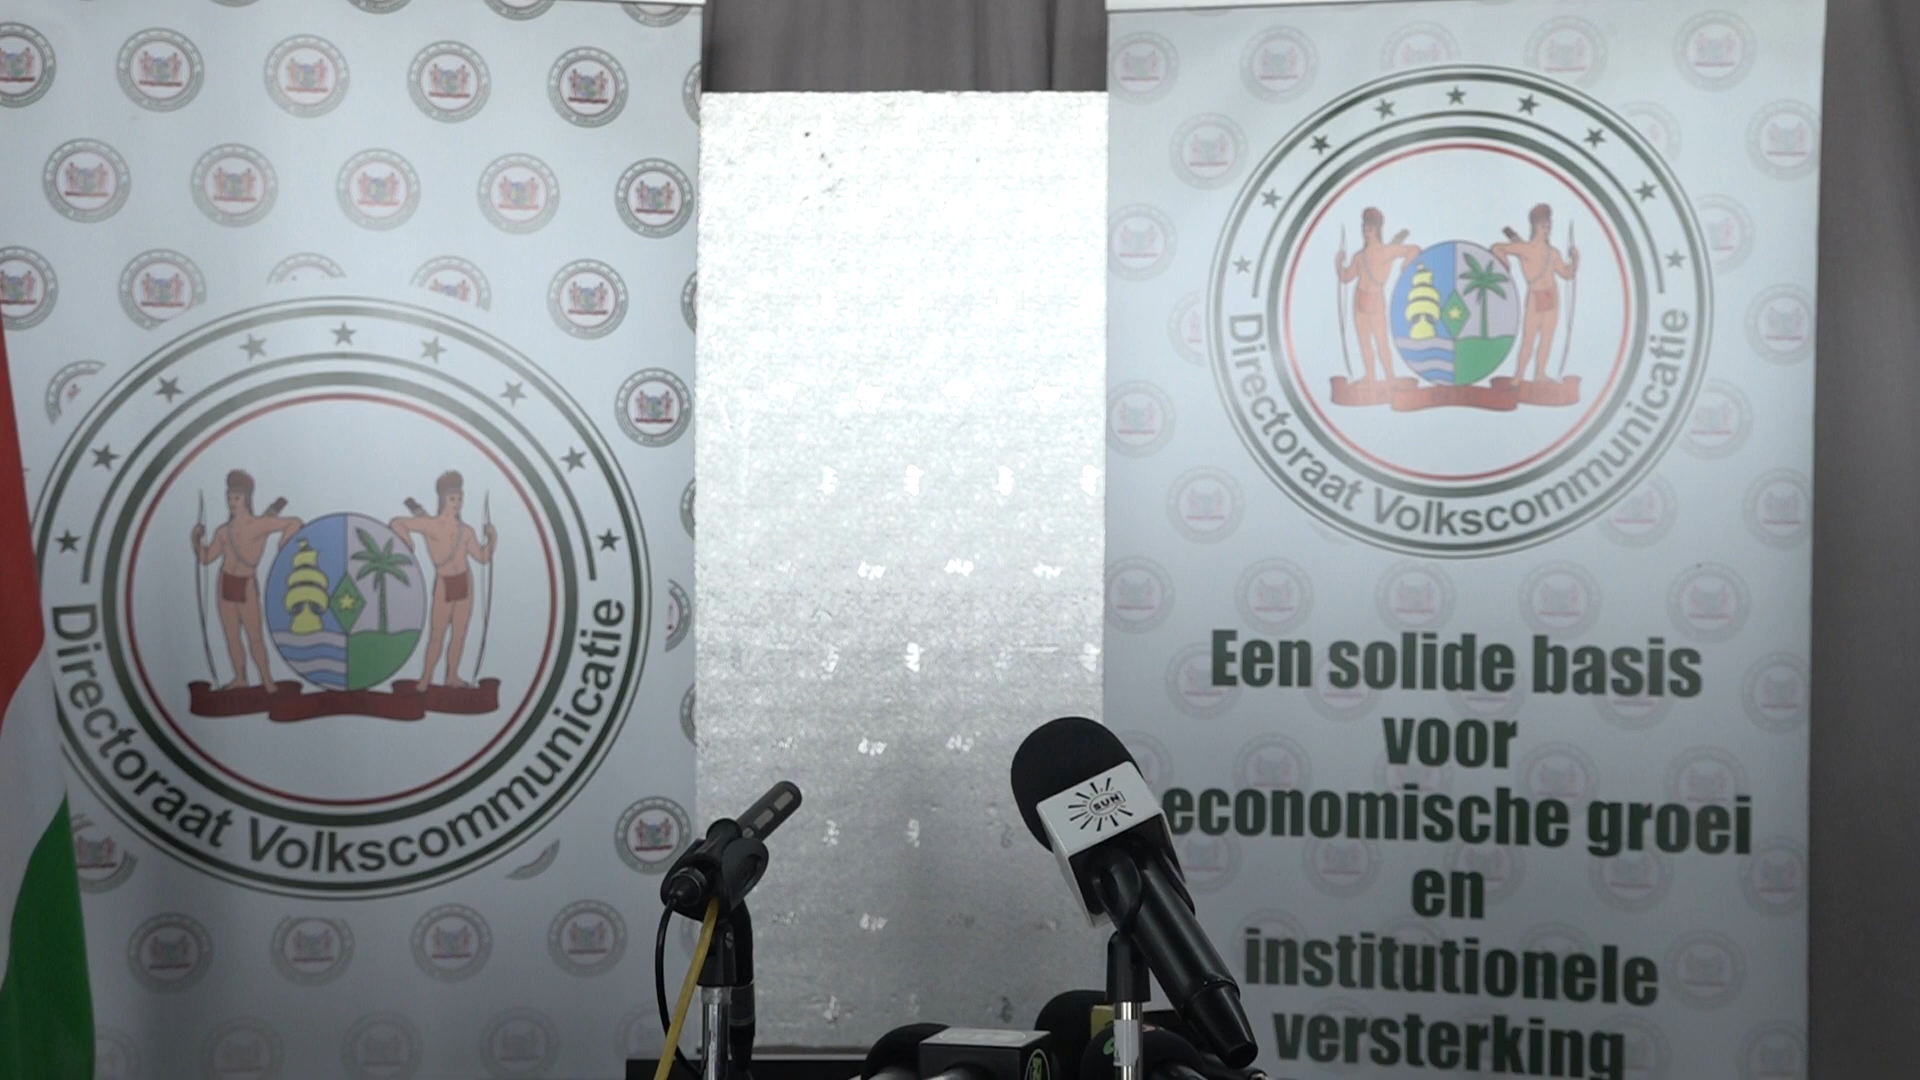 Directoraat Volkscommunicatie
Directoraat Volkscommunicatie
Een solide basis
voor
economische groei
en
institutionele
versterking
SUN